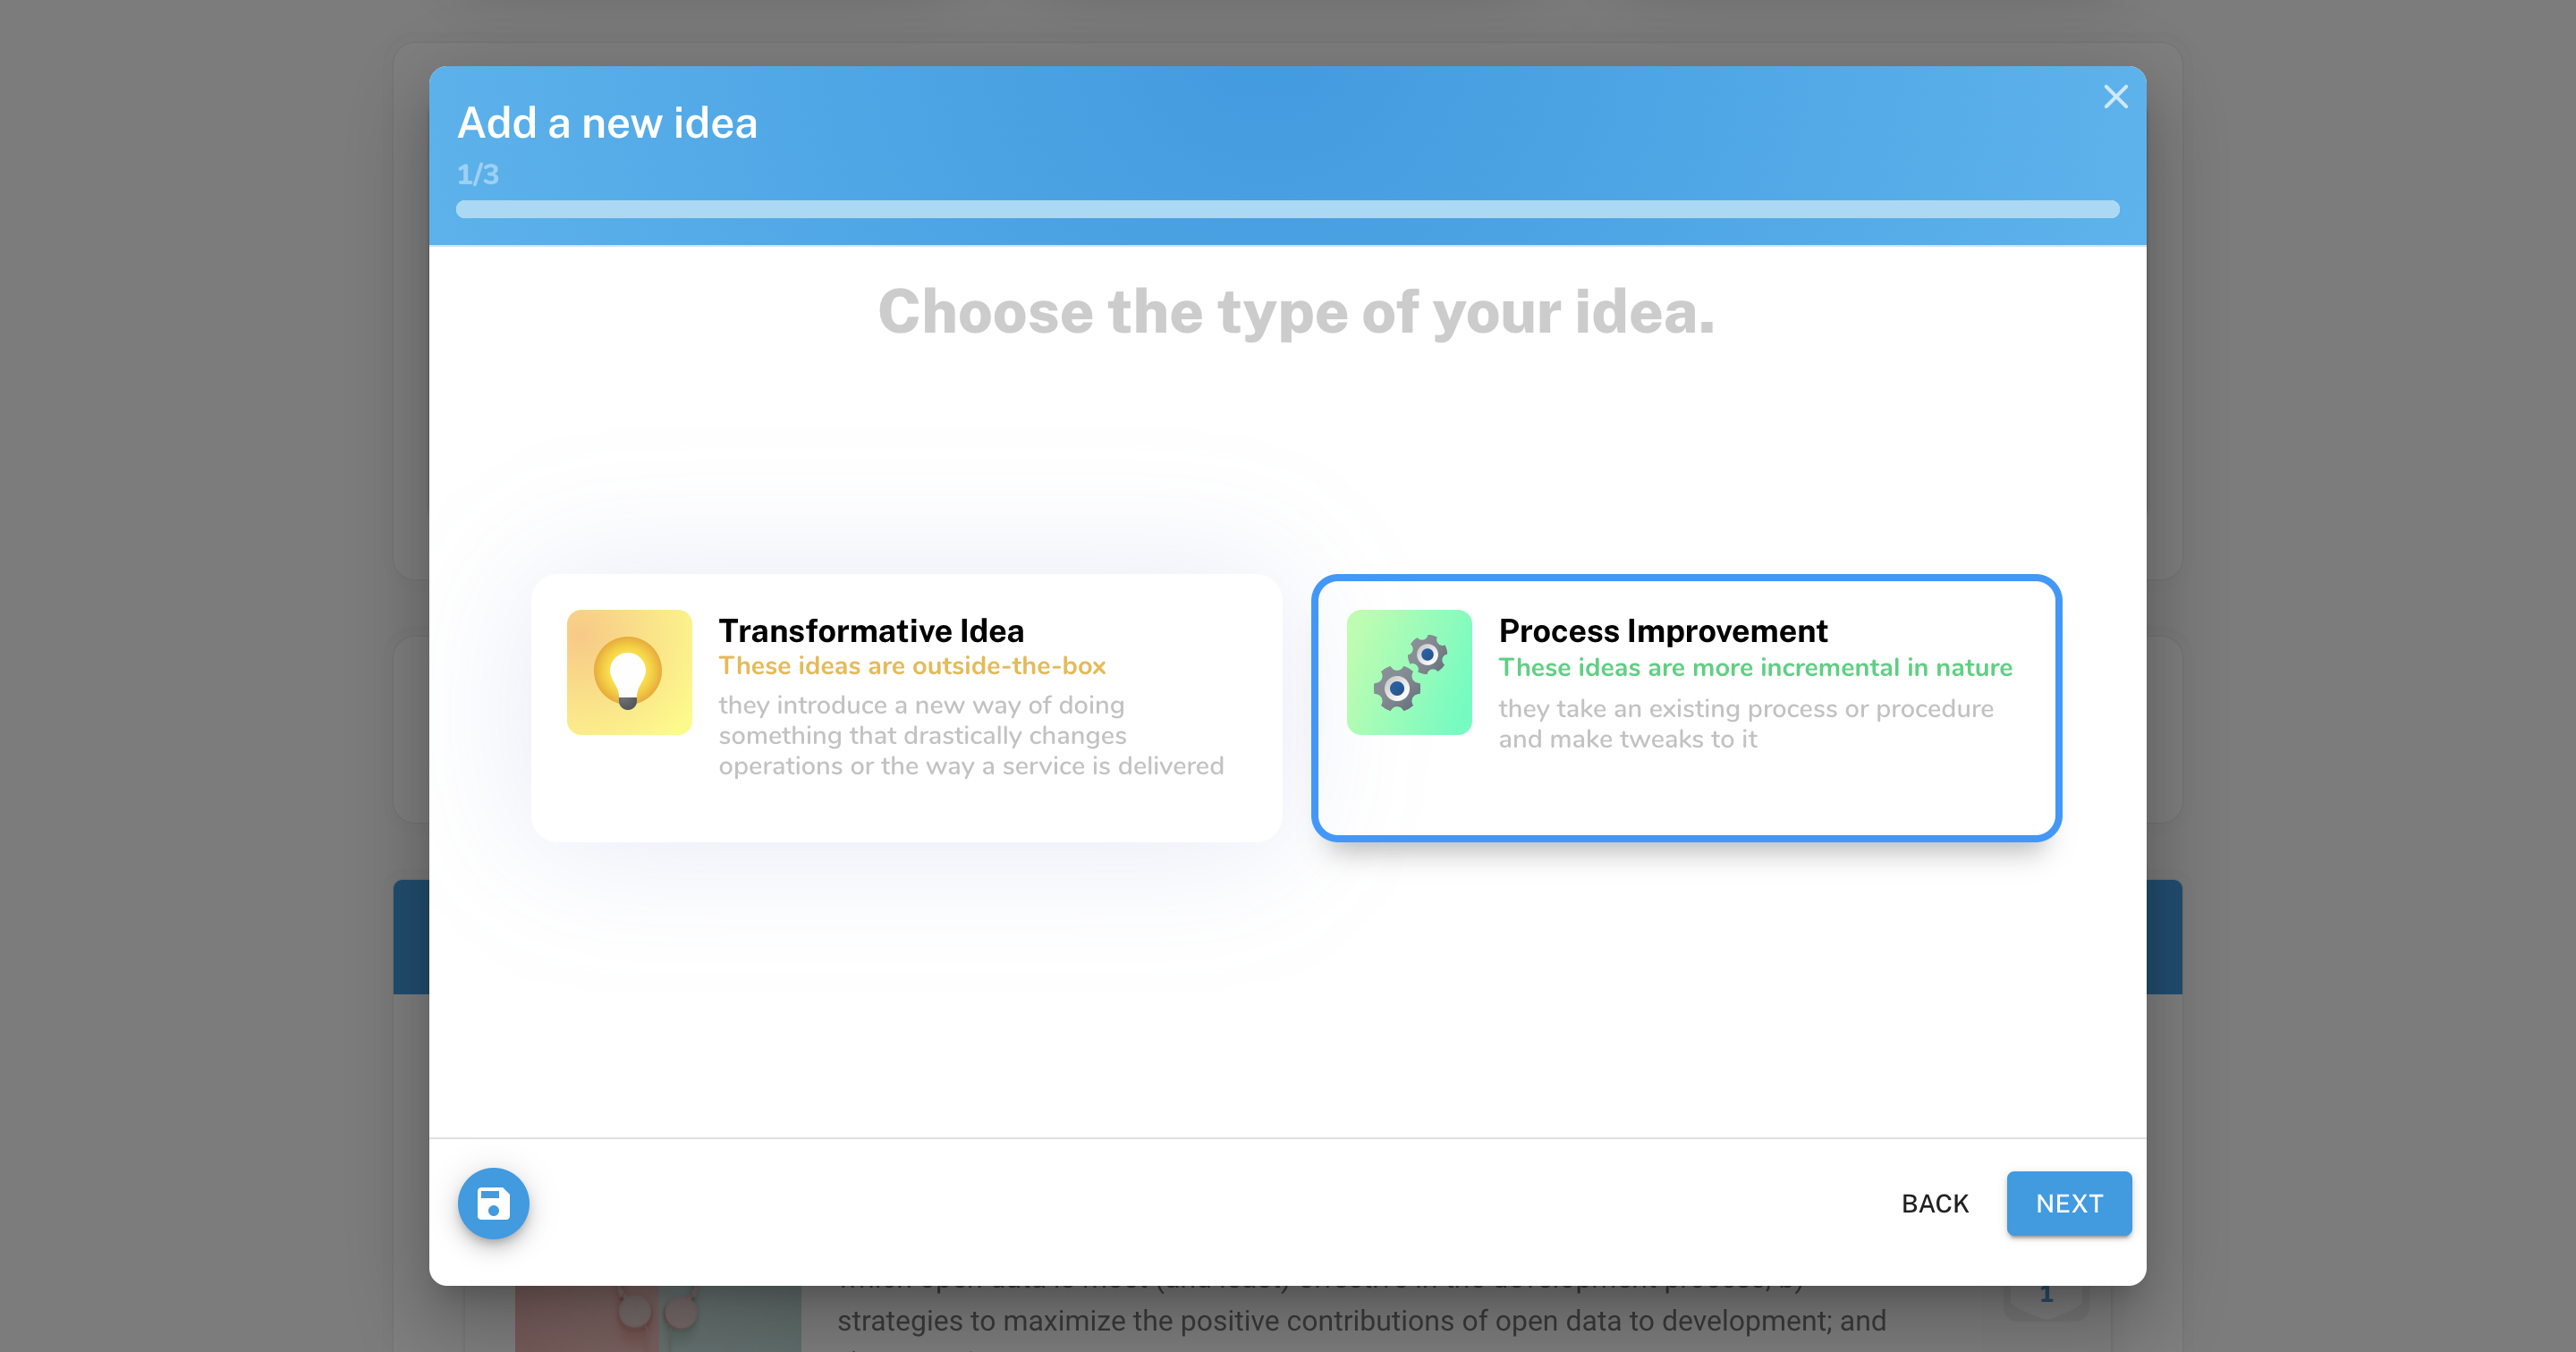 Add a new idea
1/3
Choose the type of your idea.
Transformative Idea
These ideas are outside-the-box
they introduce a new way of doing
something that drastically changes
operations or the way a service is delivered
Process Improvement
These ideas are more incremental in nature
they take an existing process or procedure
and make tweaks to it
BACK
NEXT
1
strategies to maximize the positive contributions of open data to development; and